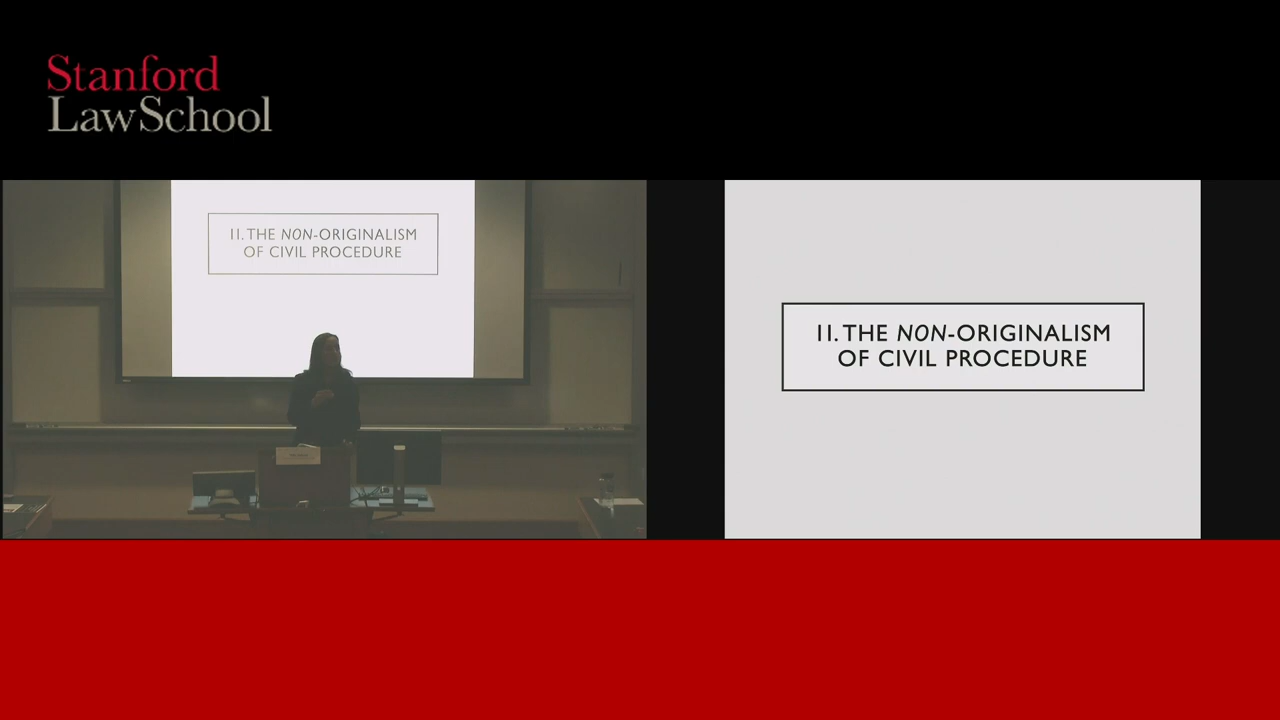 Stanford
LawSchool
II. THE NON-ORIGINALISM
OF CIVIL PROCEDURE
II. THE NON-ORIGINALISM
OF CIVIL PROCEDURE